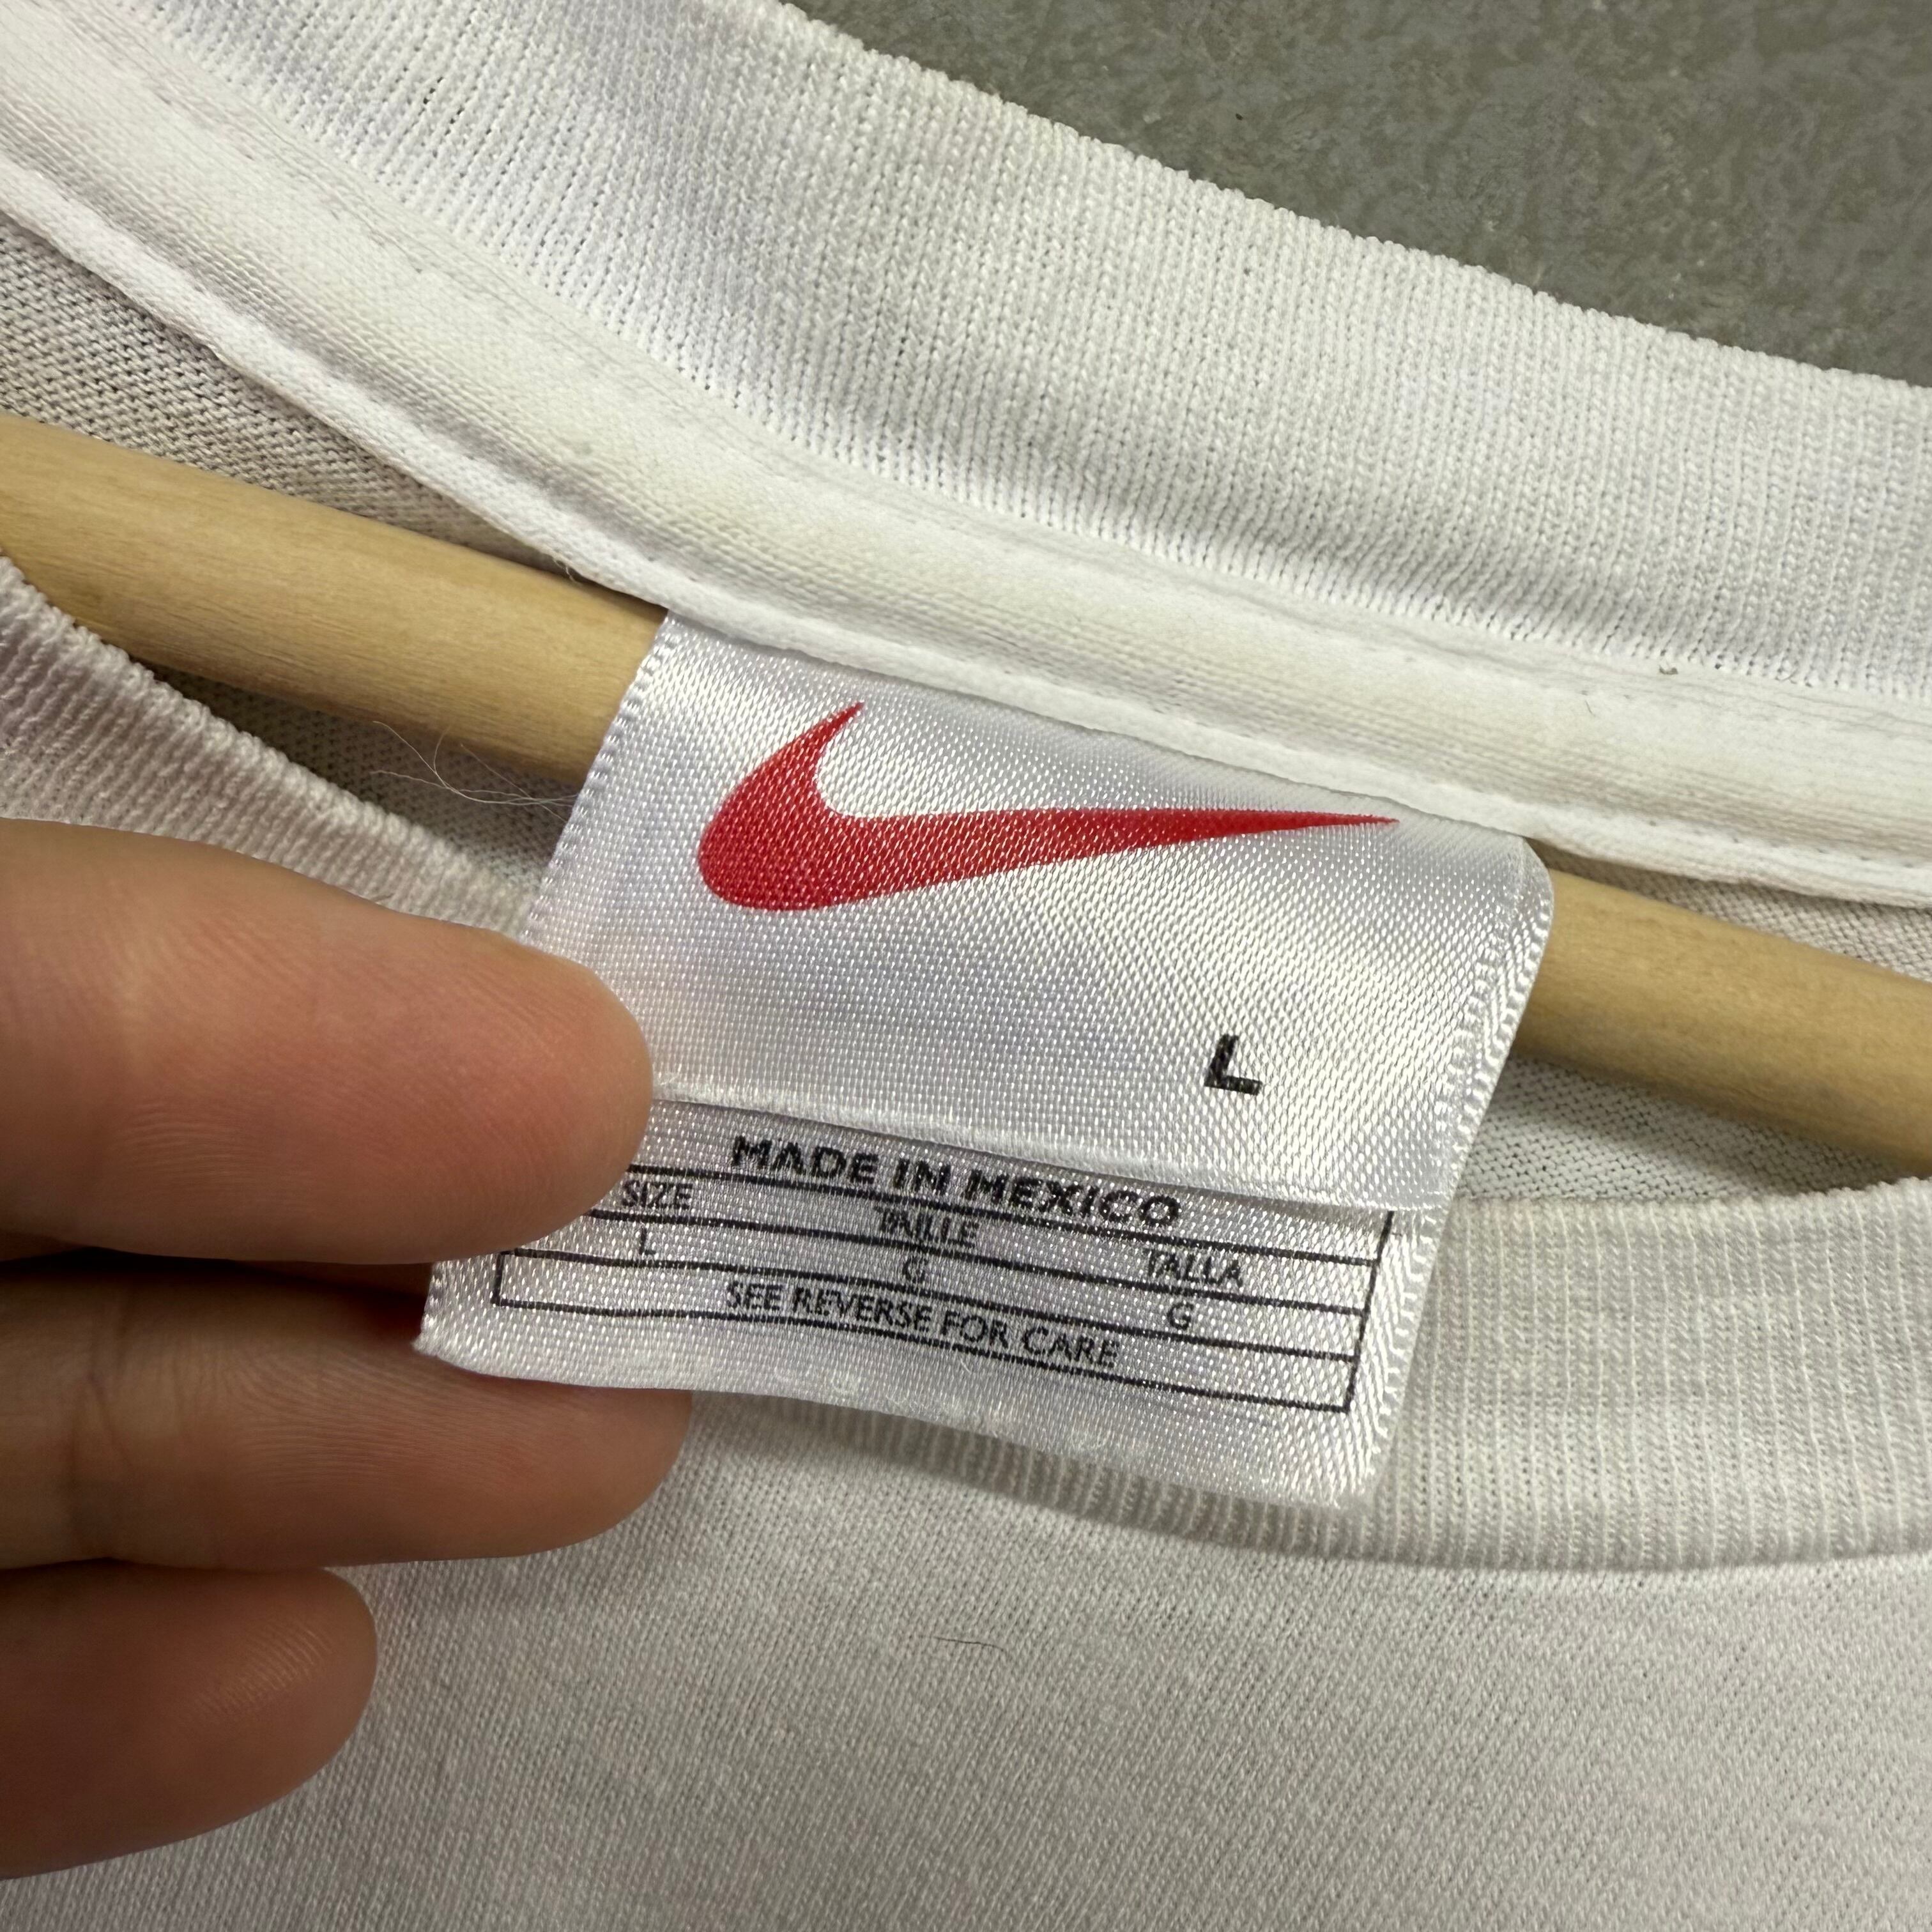 L
MADE IN MEXICO
SIZE TAILLE TALLA
L G G
SEE REVERSE FOR CARE